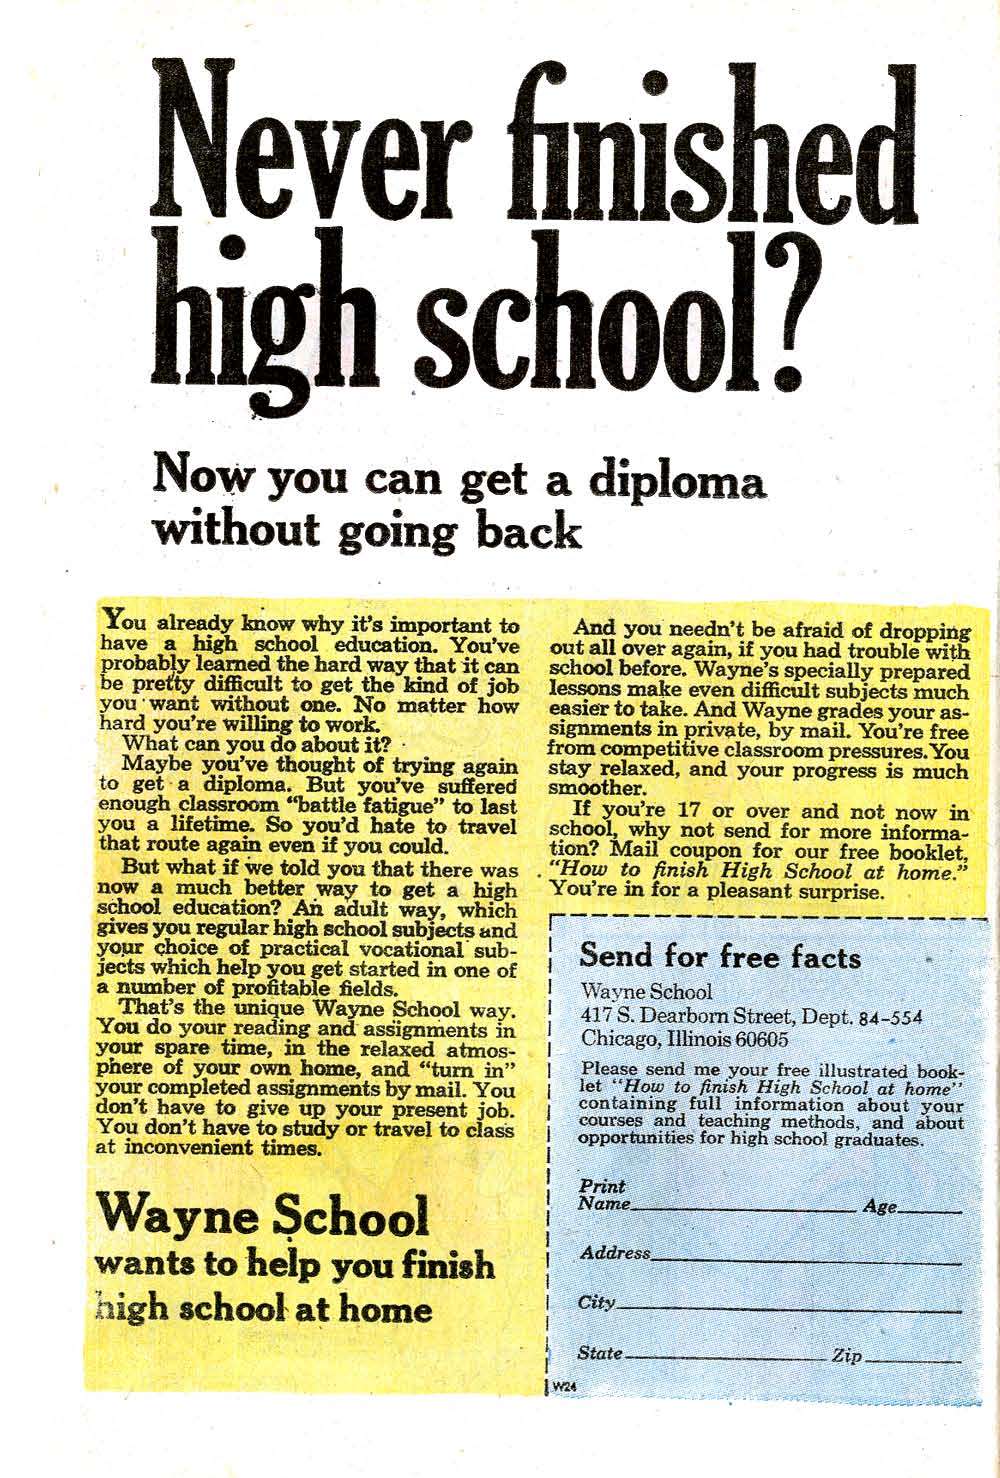 Never finished
high school?
Now you can get a diploma
without going back
You already know why it's important to
have a high school education. You've
probably learned the hard way that it can
be pretty difficult to get the kind of job
you want without one. No matter how
hard you're willing to work.
What can you do about it?
Maybe you've thought of trying again
to get a diploma. But you've suffered
enough classroom "battle fatigue" to last
you a lifetime. So you'd hate to travel
that route again even if you could.
But what if we told you that there was
now a much better way to get a high
school education? An adult way, which
gives you regular high school subjects and
your choice of practical vocational sub-
jects which help you get started in one of
a number of profitable fields.
That's the unique Wayne School way.
You do your reading and assignments in
your spare time, in the relaxed atmos-
phere of your own home, and "turn in"
your completed assignments by mail. You
don't have to give up your present job.
You don't have to study or travel to class
at inconvenient times.
Wayne School
wants to help you finish
high school at home
And you needn't be afraid of dropping
out all over again, if you had trouble with
school before. Wayne's specially prepared
lessons make even difficult subjects much
easier to take. And Wayne grades your as-
signments in private, by mail. You're free
from competitive classroom pressures. You
stay relaxed, and your progress is much
smoother.
If you're 17 or over and not now in
school, why not send for more informa-
tion? Mail coupon for our free booklet,
"How to finish High School at home."
You're in for a pleasant surprise.
Send for free facts
Wayne School
417 S. Dearborn Street, Dept. 84-554
Chicago, Illinois 60605
Please send me your free illustrated book-
let "How to finish High School at home"
containing full information about your
courses and teaching methods, and about
opportunities for high school graduates.
Print
Name Age
Address
City
State Zip
W24